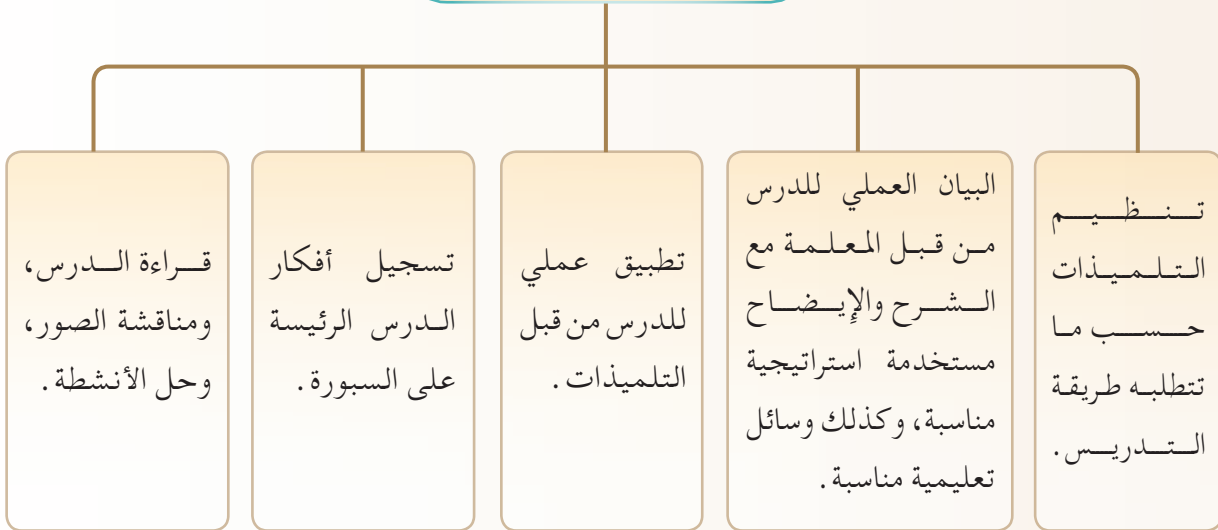 تنظيم
التلميذات
حسب ما
تتطلبه طريقة
التدريس.
البيان العملي للدرس
من قبل المعلمة مع
الشرح والإيضاح
مستخدمة استراتيجية
مناسبة، وكذلك وسائل
تعليمية مناسبة.
تطبيق عملي
للدرس من قبل
التلميذات.
تسجيل أفكار
الدرس الرئيسة
على السبورة.
قراءة الدرس،
ومناقشة الصور،
وحل الأنشطة.